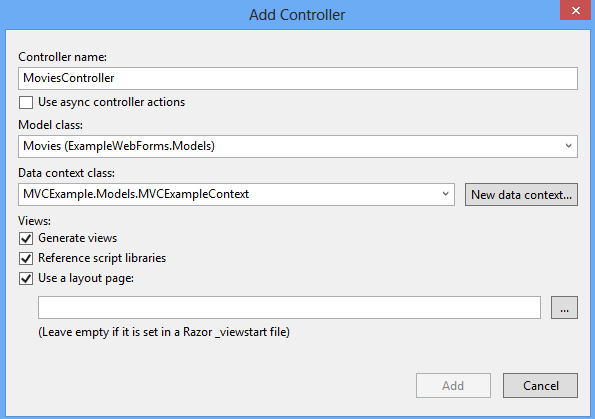 Add Controller
Controller name:
MoviesController
Use async controller actions
Model class:
Movies (ExampleWebForms.Models)
Data context class:
MVCExample.Models.MVCExampleContext
New data context...
Views:
Generate views
Reference script libraries
Use a layout page:
...
(Leave empty if it is set in a Razor _viewstart file)
Add
Cancel